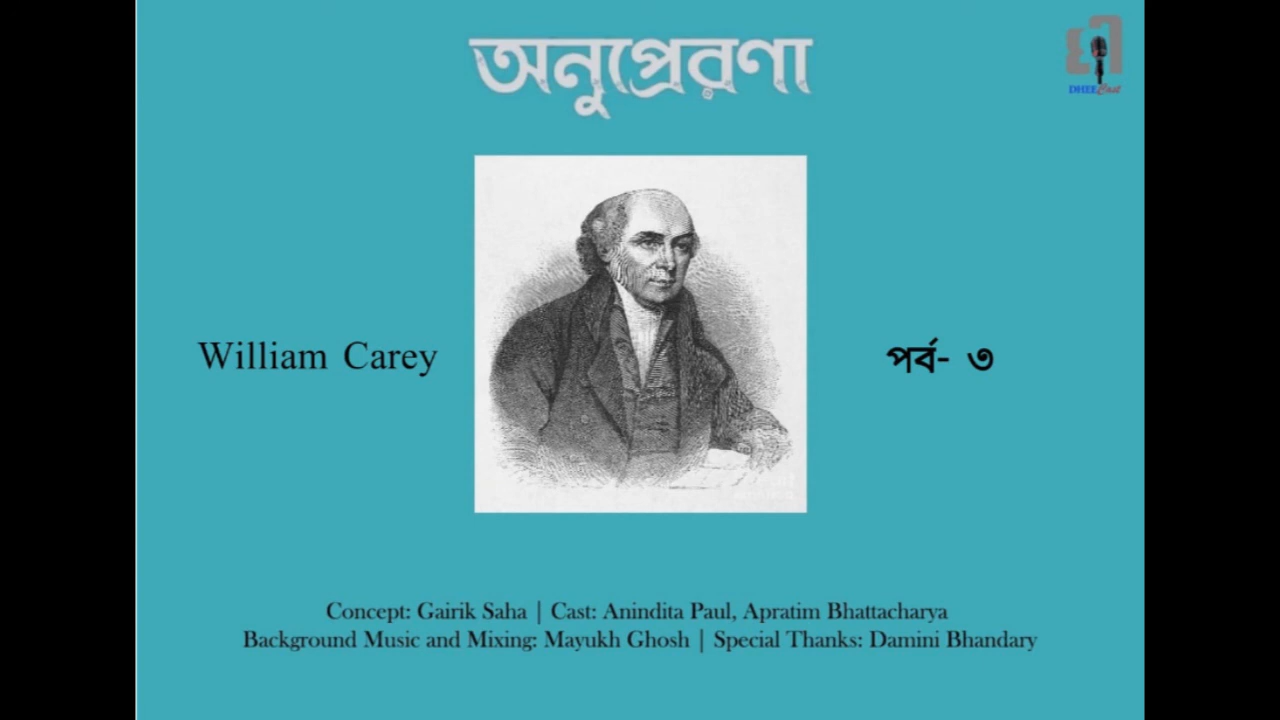 অনুপ্রেরণা
DHEECast
William Carey
পর্ব- ৩
Concept: Gairik Saha | Cast: Anindita Paul, Apratim Bhattacharya
Background Music and Mixing: Mayukh Ghosh | Special Thanks: Damini Bhandary